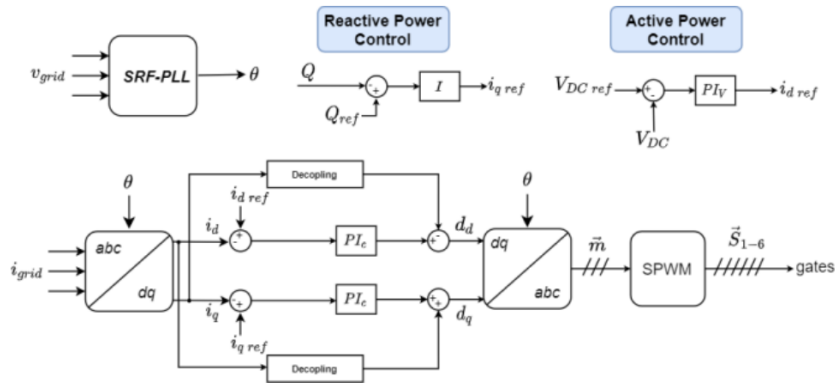 Reactive Power
Control
Active Power
Control
v_grid
SRF-PLL
θ
Q
Q_ref
-
+
I
i_q ref
V_DC ref
V_DC
+
-
PI_V
i_d ref
θ
Decopling
i_d ref
i_grid
abc
dq
i_d
+
-
PI_c
+
-
d_d
θ
dq
abc
m⃗
SPWM
S⃗_1-6
gates
i_q
-
+
PI_c
+
+
d_q
i_q ref
Decopling